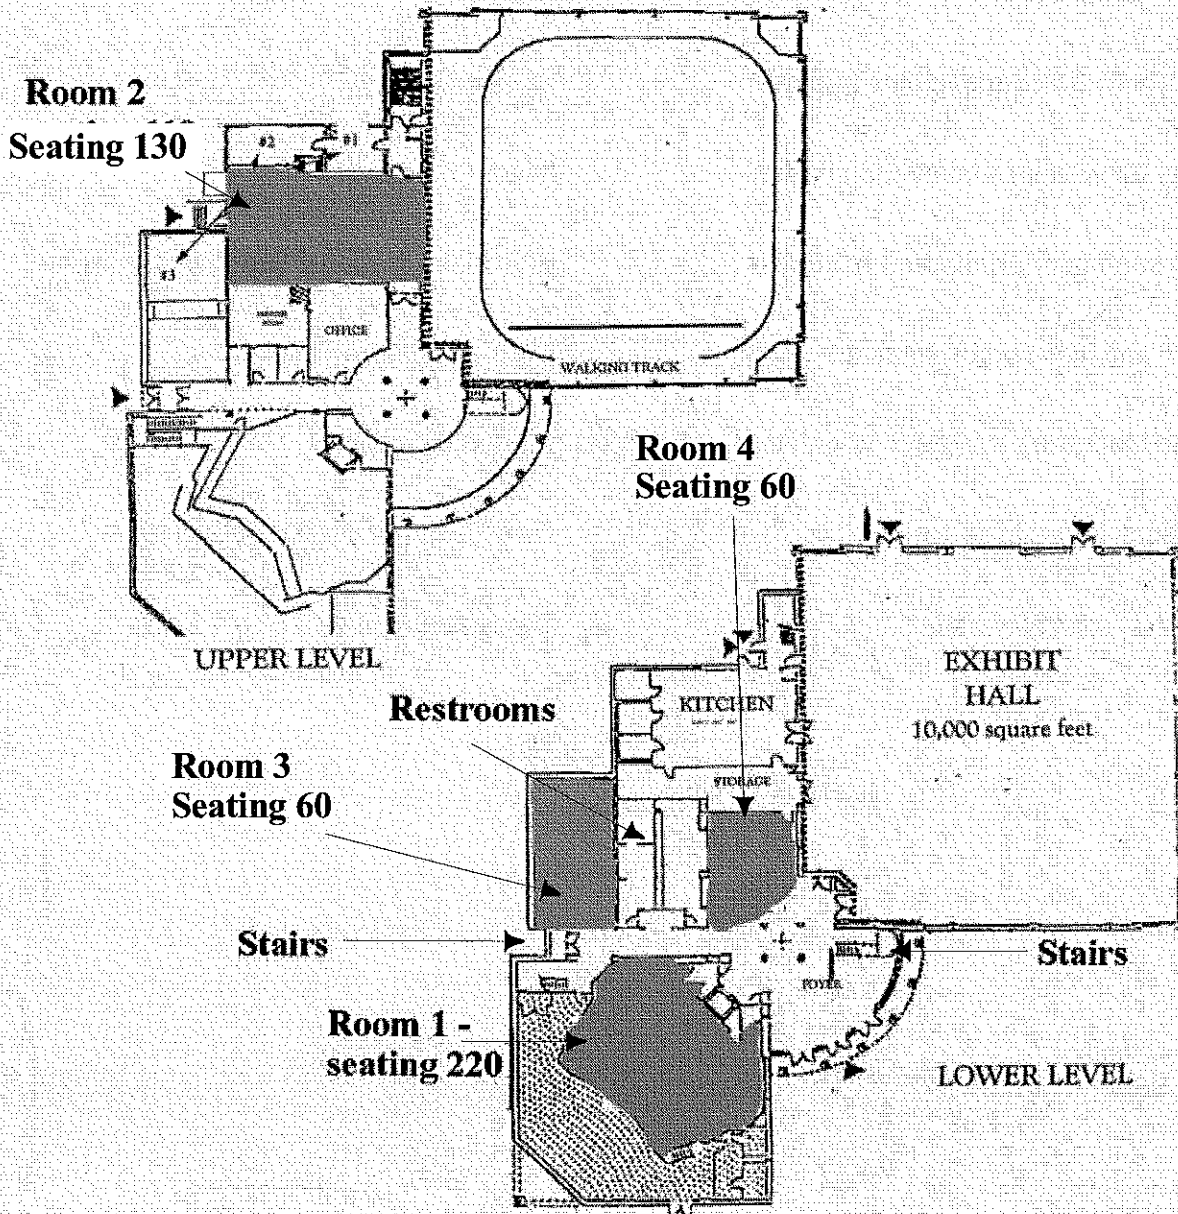 Room 2
Seating 130
#2
#1
#3
OFFICE
WALKING TRACK
UPPER LEVEL
Room 4
Seating 60
EXHIBIT
HALL
10,000 square feet
KITCHEN
STORAGE
Restrooms
Room 3
Seating 60
Stairs
Stairs
FOYER
Room 1 -
seating 220
LOWER LEVEL